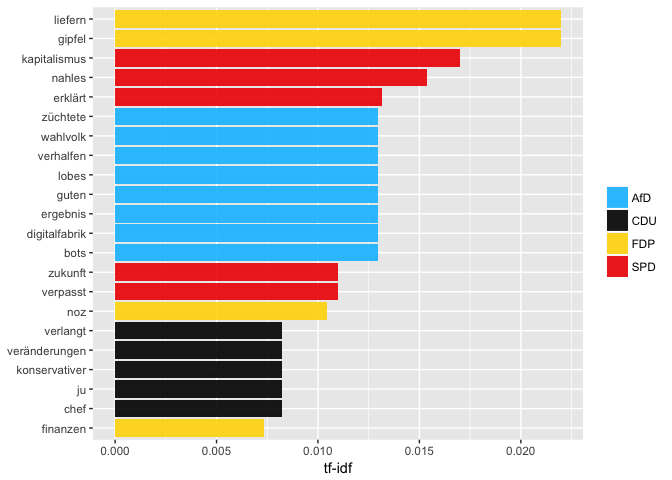 liefern
gipfel
kapitalismus
nahles
erklärt
züchtete
wahlvolk
verhalfen
lobes
guten
ergebnis
digitalfabrik
bots
zukunft
verpasst
noz
verlangt
veränderungen
konservativer
ju
chef
finanzen
0.000 0.005 0.010 0.015 0.020
tf-idf
AfD
CDU
FDP
SPD